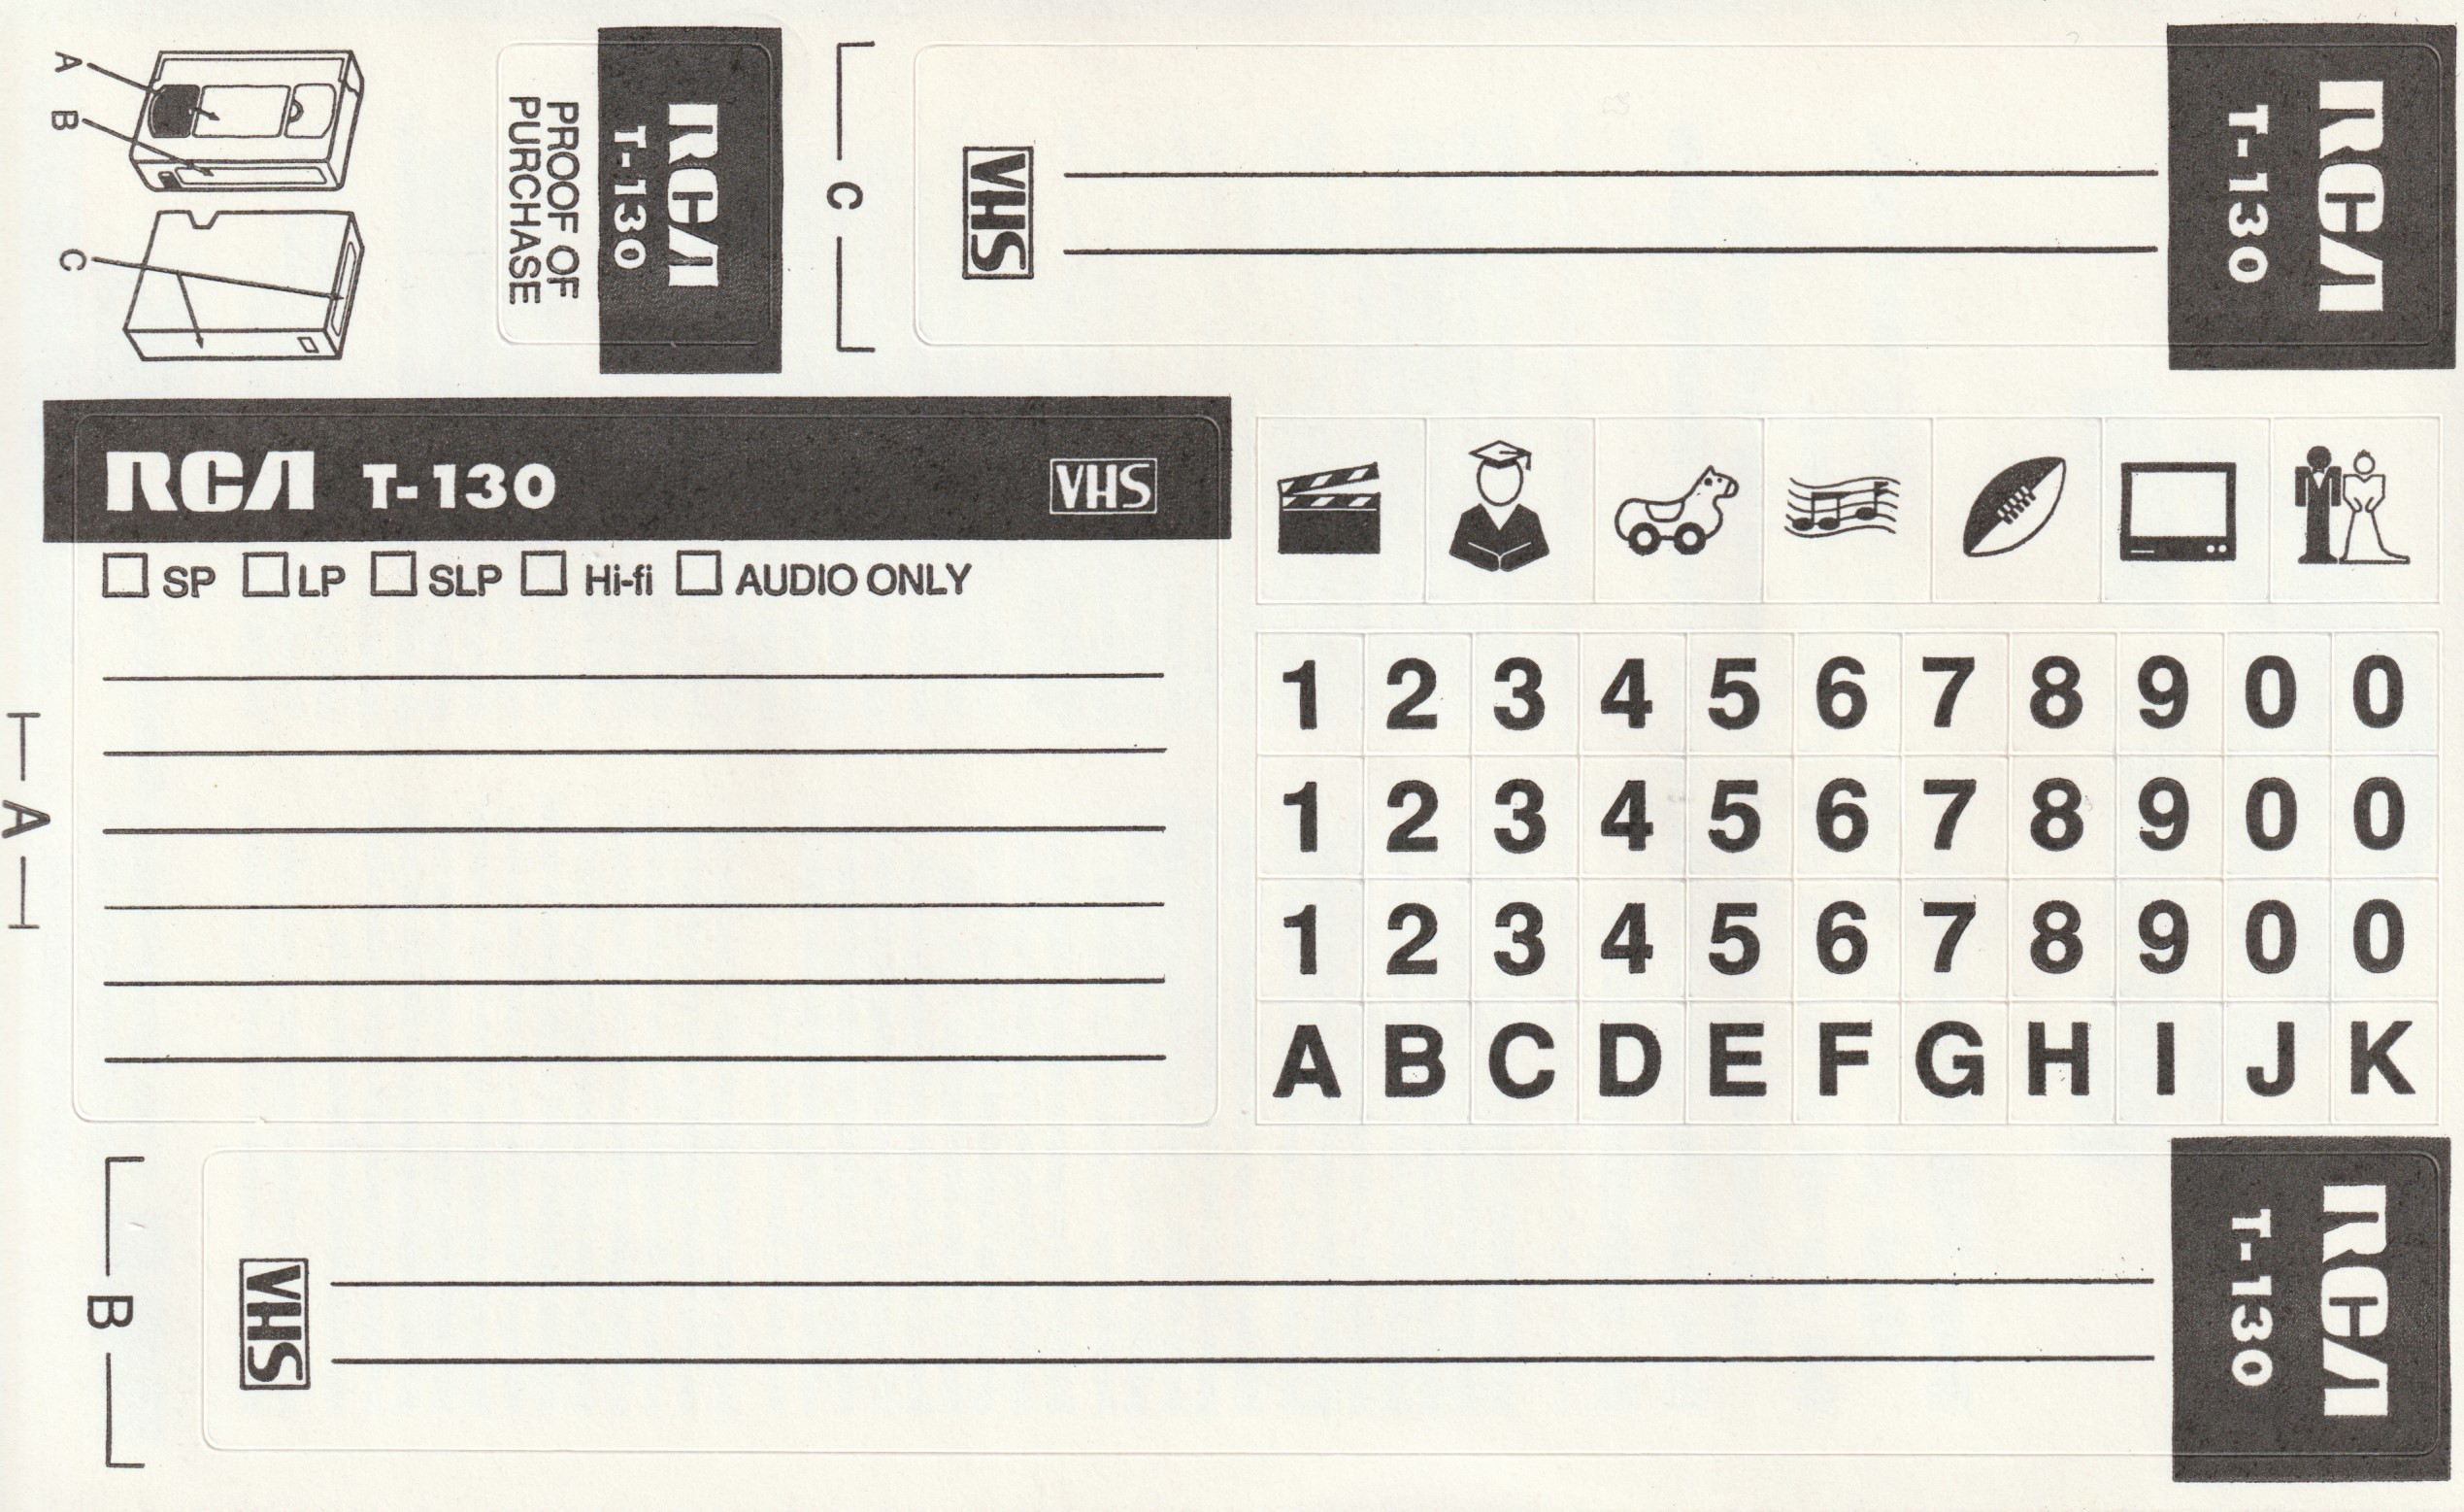 A
B
C
PROOF OF
PURCHASE
RCA
T-130
C
VHS
RCA
T-130
RCA T-130 VHS
SP LP SLP Hi-fi AUDIO ONLY
A
1 2 3 4 5 6 7 8 9 0 0
1 2 3 4 5 6 7 8 9 0 0
1 2 3 4 5 6 7 8 9 0 0
A B C D E F G H I J K
B
VHS
RCA
T-130